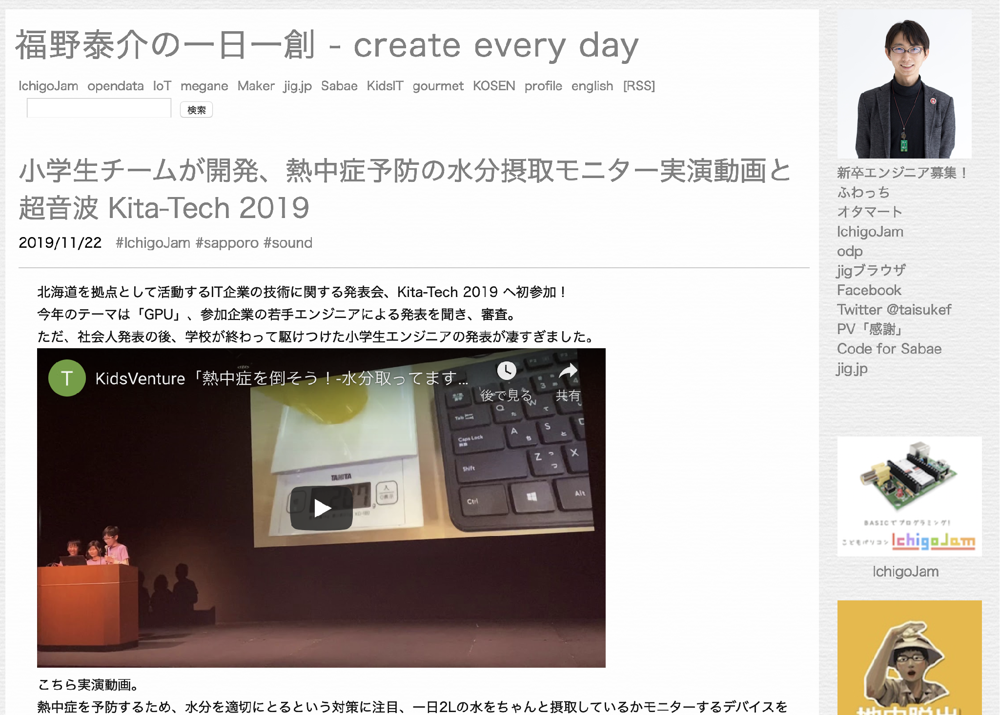 福野泰介の一日一創 - create every day
IchigoJam opendata IoT megane Maker jig.jp Sabae KidsIT gourmet KOSEN profile english [RSS]
検索
小学生チームが開発、熱中症予防の水分摂取モニター実演動画と
超音波 Kita-Tech 2019
2019/11/22 #IchigoJam #sapporo #sound
北海道を拠点として活動するIT企業の技術に関する発表会、Kita-Tech 2019 へ初参加！
今年のテーマは「GPU」、参加企業の若手エンジニアによる発表を聞き、審査。
ただ、社会人発表の後、学校が終わって駆けつけた小学生エンジニアの発表が凄すぎました。
T
KidsVenture「熱中症を倒そう！-水分取ってます...
後で見る
共有
Tab
Q た
W て
3
Caps Lock
A ち
S と
Shift
Z っ つ
X
Ctrl
Alt
TANITA
g
KD-180
こちら実演動画。
熱中症を予防するため、水分を適切にとるという対策に注目、一日2Lの水をちゃんと摂取しているかモニターするデバイスを
新卒エンジニア募集！
ふわっち
オタマート
IchigoJam
odp
jigブラウザ
Facebook
Twitter @taisukef
PV「感謝」
Code for Sabae
jig.jp
BASICでプログラミング!
こどもパソコン IchigoJam
IchigoJam